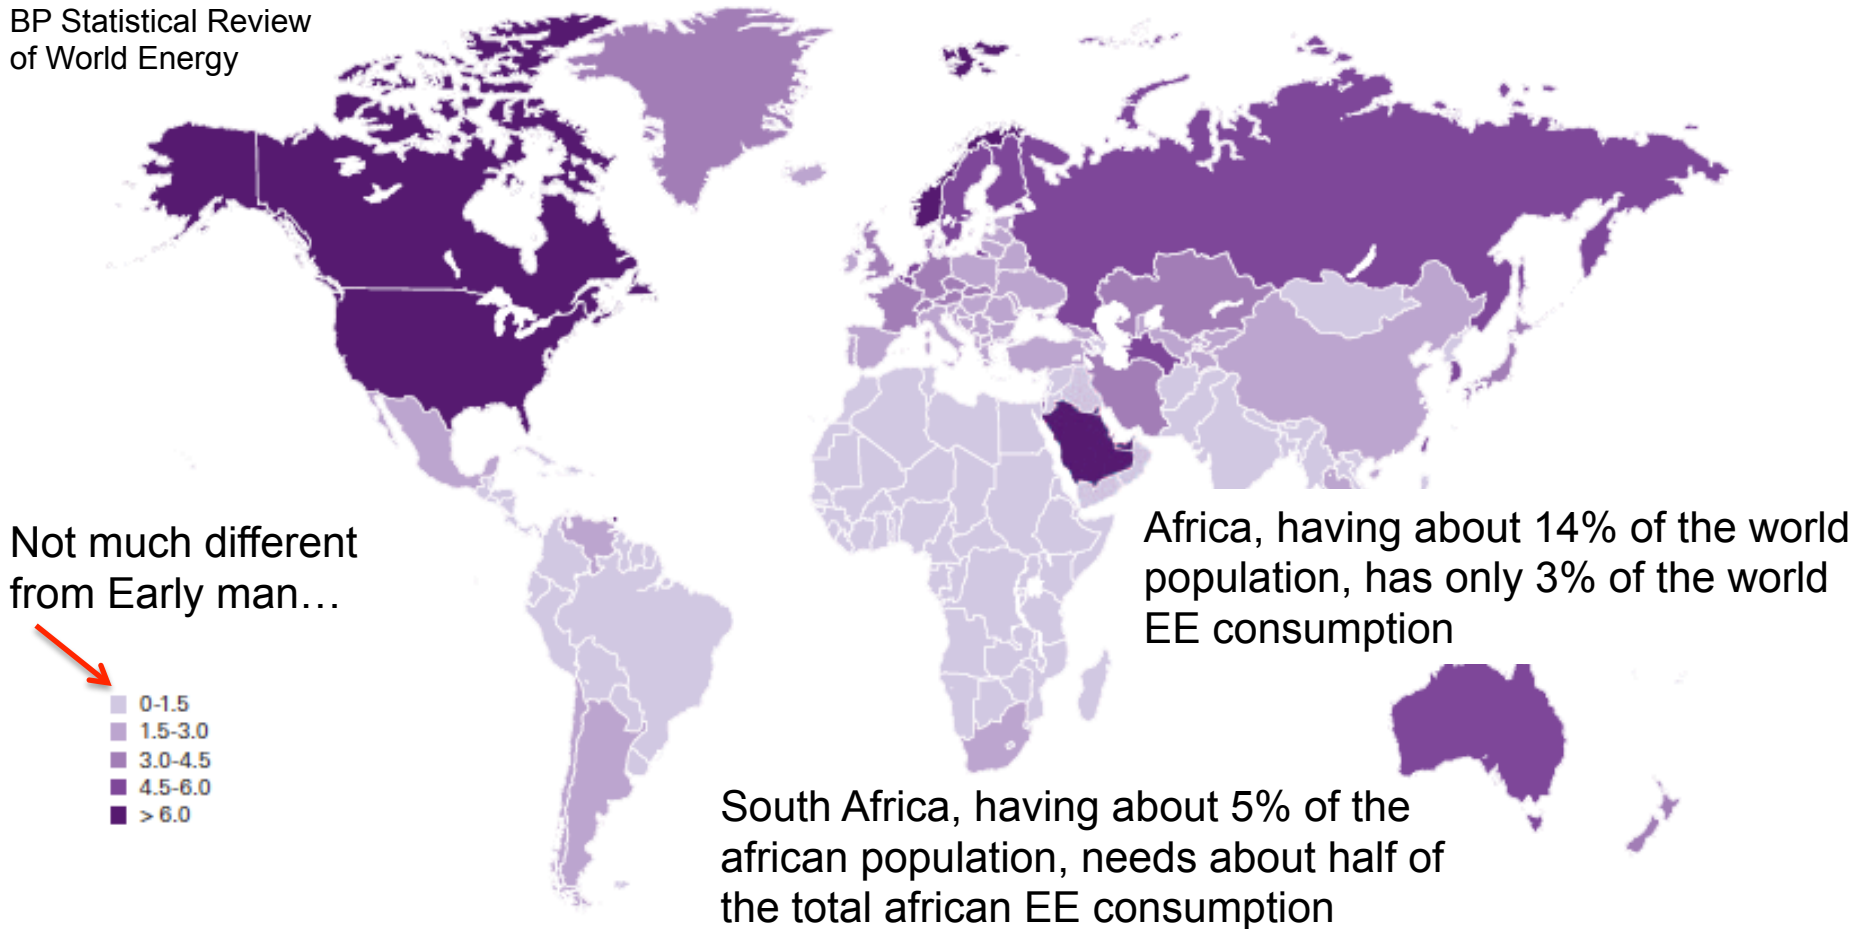 BP Statistical Review
of World Energy
Not much different
from Early man…
0-1.5
1.5-3.0
3.0-4.5
4.5-6.0
> 6.0
Africa, having about 14% of the world
population, has only 3% of the world
EE consumption
South Africa, having about 5% of the
african population, needs about half of
the total african EE consumption